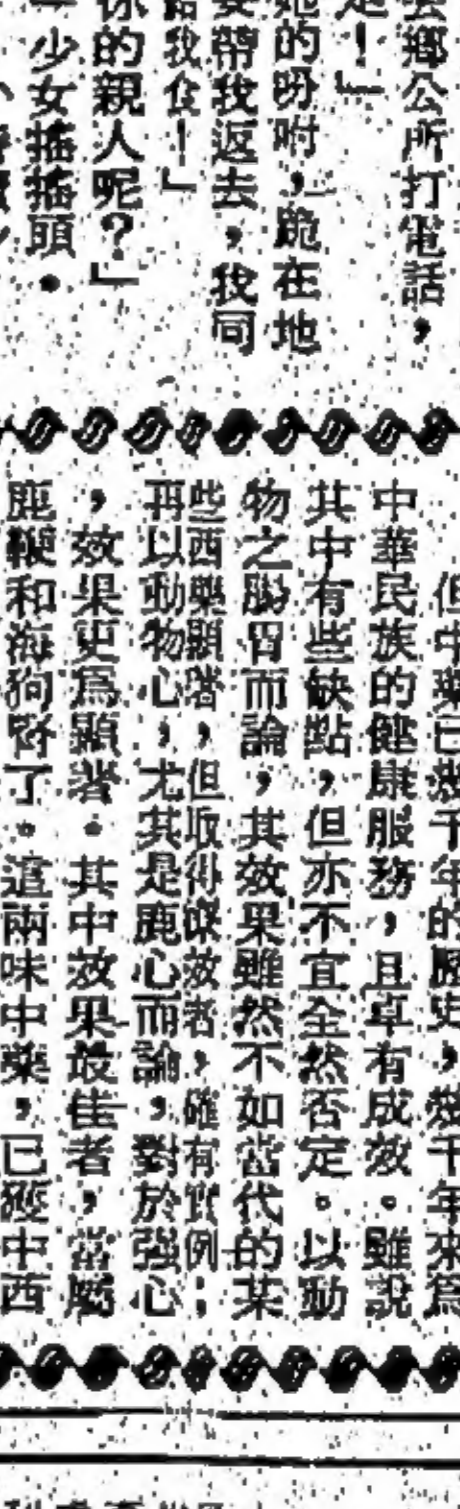 去鄉公所打電話，
走！」
她的吩咐，跪在地
要帶我返去，我同
給我食！」
你的親人呢？」
少女搖搖頭。
但中藥已幾千年的歷史，幾千年來為
中華民族的健康服務，且卓有成效。雖說
其中有些缺點，但亦不宜全然否定。以動
物之腸胃而論，其效果雖然不如當代的某
些西藥顯著，但取得療效者，確有實例；
再以動物心，尤其是鹿心而論，對於強心
，效果更為顯著。其中效果最佳者，當屬
鹿鞭和海狗腎了。這兩味中藥，已獲中西